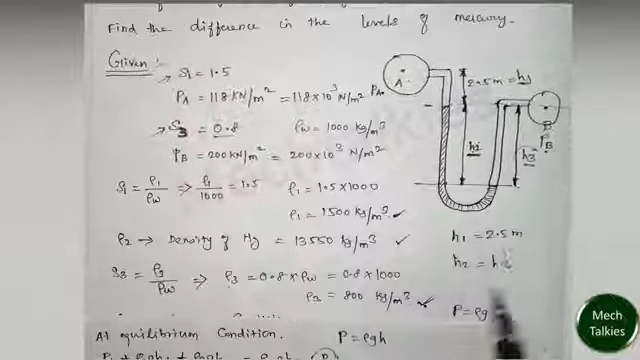 Find the difference in the levels of mercury.
Given:
S1 = 1.5
PA = 118 KN/m² = 118×10³ N/m² PA.
S3 = 0.8 ρw = 1000 kg/m³
PB = 200 KN/m² = 200×10³ N/m²
S1 = ρ1/ρw => ρ1/1000 = 1.5 ρ1 = 1.5×1000
ρ1 = 1500 kg/m³
ρ2 → Density of Hg = 13550 kg/m³
S3 = ρ3/ρw => ρ3 = 0.8×ρw = 0.8×1000
= 800 kg/m³
At equilibrium Condition. P = ρgh
A
2.5m = h1
h2
B
PB
h3
h1 = 2.5 m
h2 = h
P = ρg
Mech
Talkies